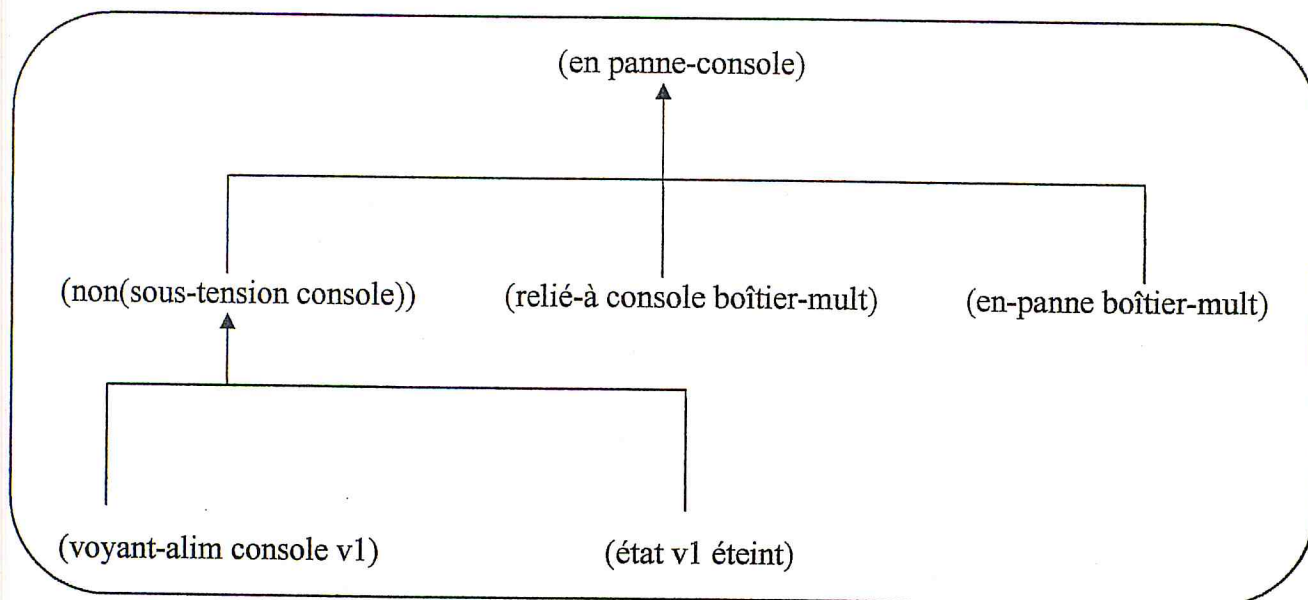 (en panne-console)
(non(sous-tension console))
(relié-à console boîtier-mult)
(en-panne boîtier-mult)
(voyant-alim console v1)
(état v1 éteint)